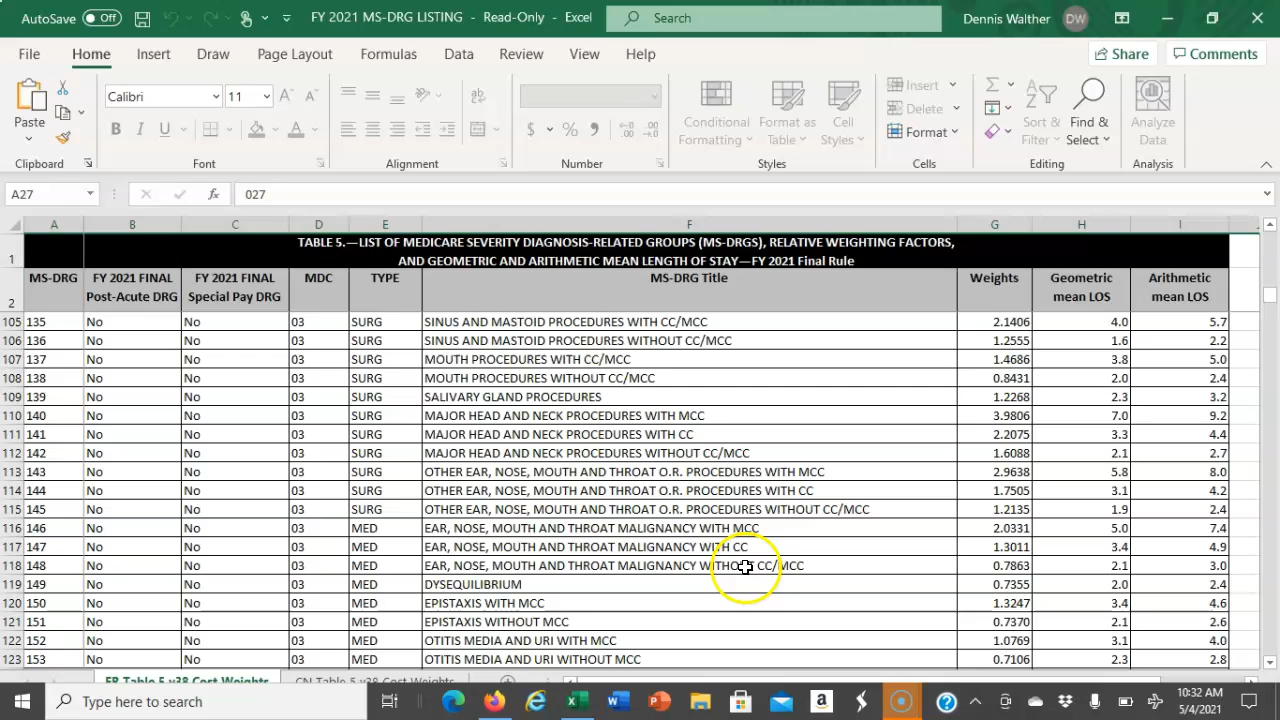 AutoSave Off FY 2021 MS-DRG LISTING - Read-Only - Excel Search Dennis Walther DW
File Home Insert Draw Page Layout Formulas Data Review View Help Share Comments
Paste Calibri 11 Conditional Formatting Format as Table Cell Styles Insert Delete Format Sort & Filter Find & Select Analyze Data
Clipboard Font Alignment Number Styles Cells Editing Analysis
A27 fx 027
A B C D E F G H I
1 TABLE 5.—LIST OF MEDICARE SEVERITY DIAGNOSIS-RELATED GROUPS (MS-DRGS), RELATIVE WEIGHTING FACTORS,
AND GEOMETRIC AND ARITHMETIC MEAN LENGTH OF STAY—FY 2021 Final Rule
MS-DRG FY 2021 FINAL FY 2021 FINAL MDC TYPE MS-DRG Title Weights Geometric Arithmetic
2 Post-Acute DRG Special Pay DRG mean LOS mean LOS
105 135 No No 03 SURG SINUS AND MASTOID PROCEDURES WITH CC/MCC 2.1406 4.0 5.7
106 136 No No 03 SURG SINUS AND MASTOID PROCEDURES WITHOUT CC/MCC 1.2555 1.6 2.2
107 137 No No 03 SURG MOUTH PROCEDURES WITH CC/MCC 1.4686 3.8 5.0
108 138 No No 03 SURG MOUTH PROCEDURES WITHOUT CC/MCC 0.8431 2.0 2.4
109 139 No No 03 SURG SALIVARY GLAND PROCEDURES 1.2268 2.3 3.2
110 140 No No 03 SURG MAJOR HEAD AND NECK PROCEDURES WITH MCC 3.9806 7.0 9.2
111 141 No No 03 SURG MAJOR HEAD AND NECK PROCEDURES WITH CC 2.2075 3.3 4.4
112 142 No No 03 SURG MAJOR HEAD AND NECK PROCEDURES WITHOUT CC/MCC 1.6088 2.1 2.7
113 143 No No 03 SURG OTHER EAR, NOSE, MOUTH AND THROAT O.R. PROCEDURES WITH MCC 2.9638 5.8 8.0
114 144 No No 03 SURG OTHER EAR, NOSE, MOUTH AND THROAT O.R. PROCEDURES WITH CC 1.7505 3.1 4.2
115 145 No No 03 SURG OTHER EAR, NOSE, MOUTH AND THROAT O.R. PROCEDURES WITHOUT CC/MCC 1.2135 1.9 2.4
116 146 No No 03 MED EAR, NOSE, MOUTH AND THROAT MALIGNANCY WITH MCC 2.0331 5.0 7.4
117 147 No No 03 MED EAR, NOSE, MOUTH AND THROAT MALIGNANCY WITH CC 1.3011 3.4 4.9
118 148 No No 03 MED EAR, NOSE, MOUTH AND THROAT MALIGNANCY WITHOUT CC/MCC 0.7863 2.1 3.0
119 149 No No 03 MED DYSEQUILIBRIUM 0.7355 2.0 2.4
120 150 No No 03 MED EPISTAXIS WITH MCC 1.3247 3.4 4.6
121 151 No No 03 MED EPISTAXIS WITHOUT MCC 0.7370 2.1 2.6
122 152 No No 03 MED OTITIS MEDIA AND URI WITH MCC 1.0769 3.1 4.0
123 153 No No 03 MED OTITIS MEDIA AND URI WITHOUT MCC 0.7106 2.3 2.8
FR Table 5 v38 Cost Weights CN Table 5 v38 Cost Weights
Type here to search 10:32 AM
5/4/2021